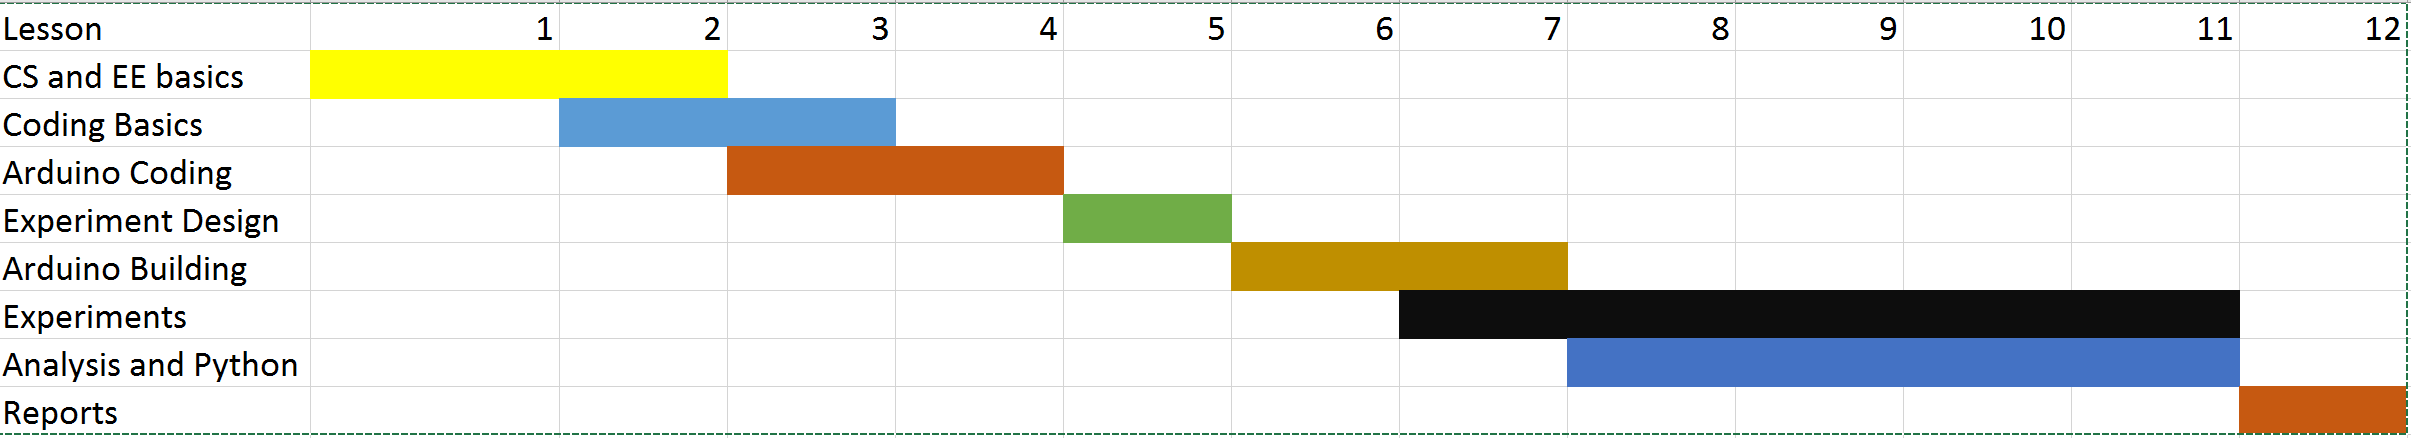 Lesson 1 2 3 4 5 6 7 8 9 10 11 12
CS and EE basics
Coding Basics
Arduino Coding
Experiment Design
Arduino Building
Experiments
Analysis and Python
Reports